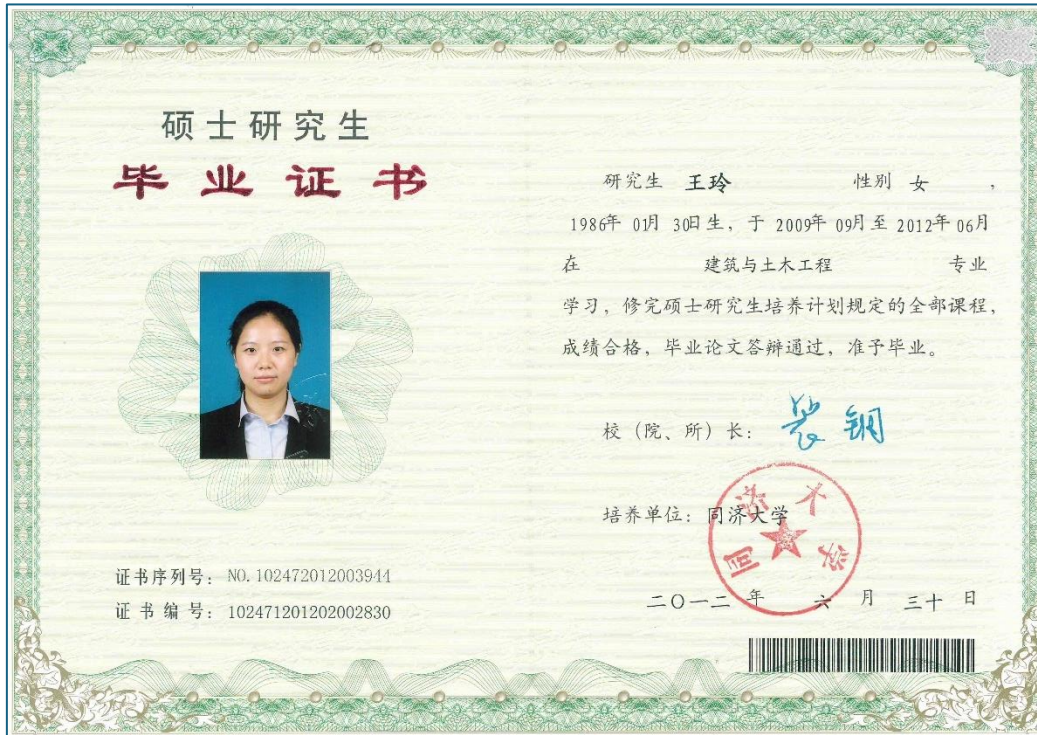 硕士研究生
毕业证书
研究生 王玲 性别 女 ，
1986年 01月 30日生，于 2009年 09月至 2012年 06月
在 建筑与土木工程 专业
学习，修完硕士研究生培养计划规定的全部课程，
成绩合格，毕业论文答辩通过，准予毕业。
校（院、所）长： 裴钢
培养单位：同济大学
同济大学
二〇一二 年 六 月 三十 日
证书序列号： NO. 102472012003944
证书编号： 102471201202002830